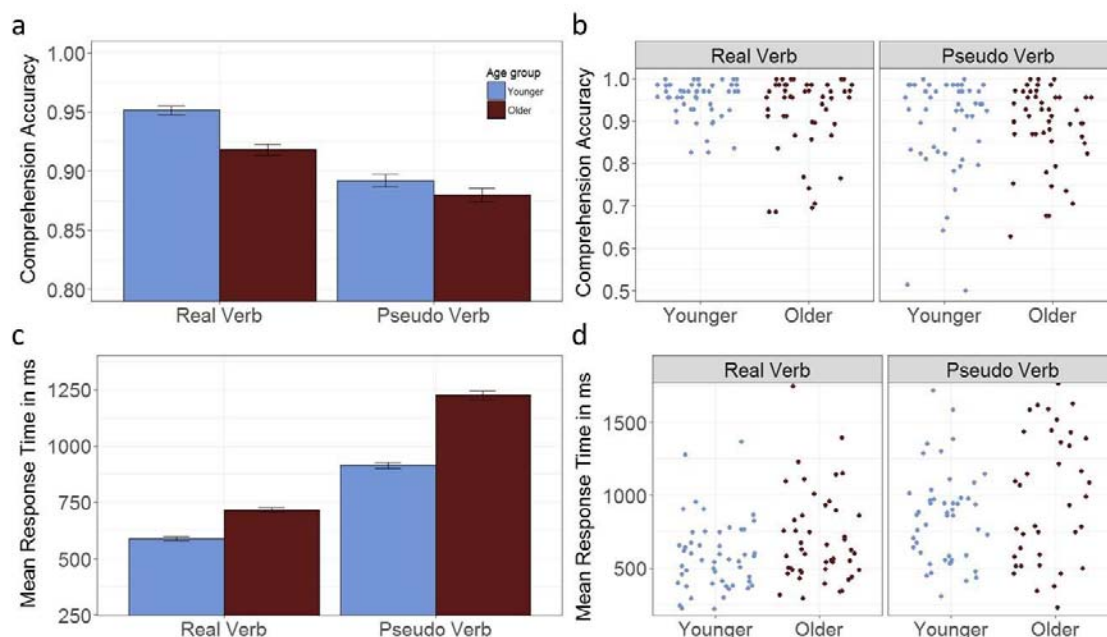 a
Comprehension Accuracy
1.00
0.95
0.90
0.85
0.80
Age group
Younger
Older
Real Verb
Pseudo Verb
b
Comprehension Accuracy
Real Verb
Pseudo Verb
1.0
0.9
0.8
0.7
0.6
0.5
Younger
Older
Younger
Older
c
Mean Response Time in ms
1250
1000
750
500
250
Real Verb
Pseudo Verb
d
Mean Response Time in ms
Real Verb
Pseudo Verb
1500
1000
500
Younger
Older
Younger
Older